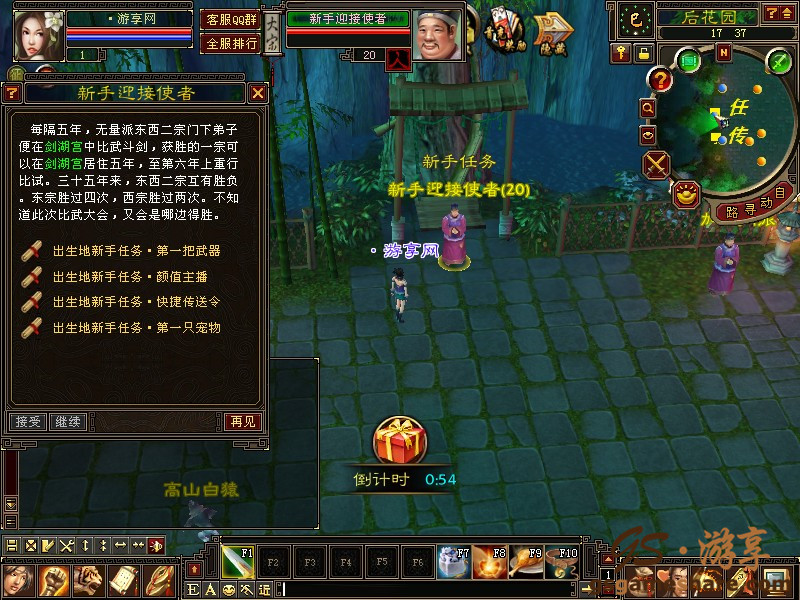 ·游享网
1
客服QQ群
全服排行
大宗
新手迎接使者
20
后花园
17 37
N
任
传
自
动
寻
路
新手迎接使者
每隔五年，无量派东西二宗门下弟子
便在剑湖宫中比武斗剑，获胜的一宗可
以在剑湖宫居住五年，至第六年上重行
比试。三十五年来，东西二宗互有胜负
。东宗胜过四次，西宗胜过两次。不知
道此次比武大会，又会是哪边得胜。
出生地新手任务·第一把武器
出生地新手任务·颜值主播
出生地新手任务·快捷传送令
出生地新手任务·第一只宠物
接受
继续
再见
新手任务
新手迎接使者(20)
·游享网
倒计时 0:54
高山白猿
F1
F2
F3
F4
F5
F6
F7
F8
F9
F10
E
A
近
1
GS·游享